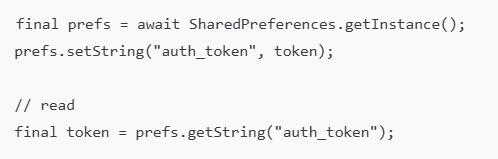 final prefs = await SharedPreferences.getInstance();
prefs.setString("auth_token", token);

// read
final token = prefs.getString("auth_token");